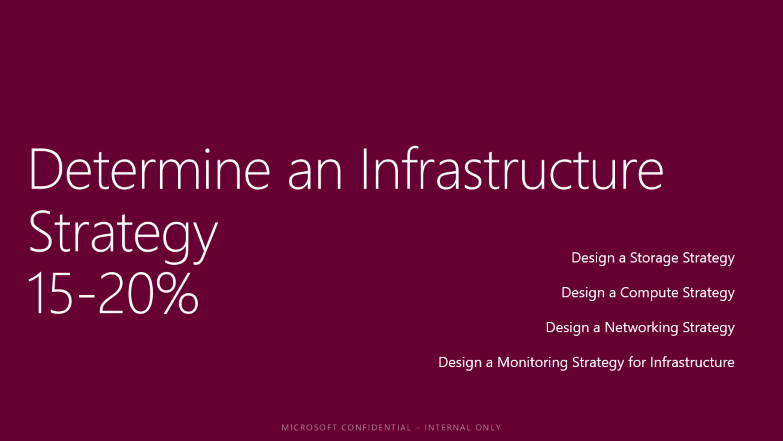 Determine an Infrastructure
Strategy
15-20%
Design a Storage Strategy
Design a Compute Strategy
Design a Networking Strategy
Design a Monitoring Strategy for Infrastructure
MICROSOFT CONFIDENTIAL – INTERNAL ONLY